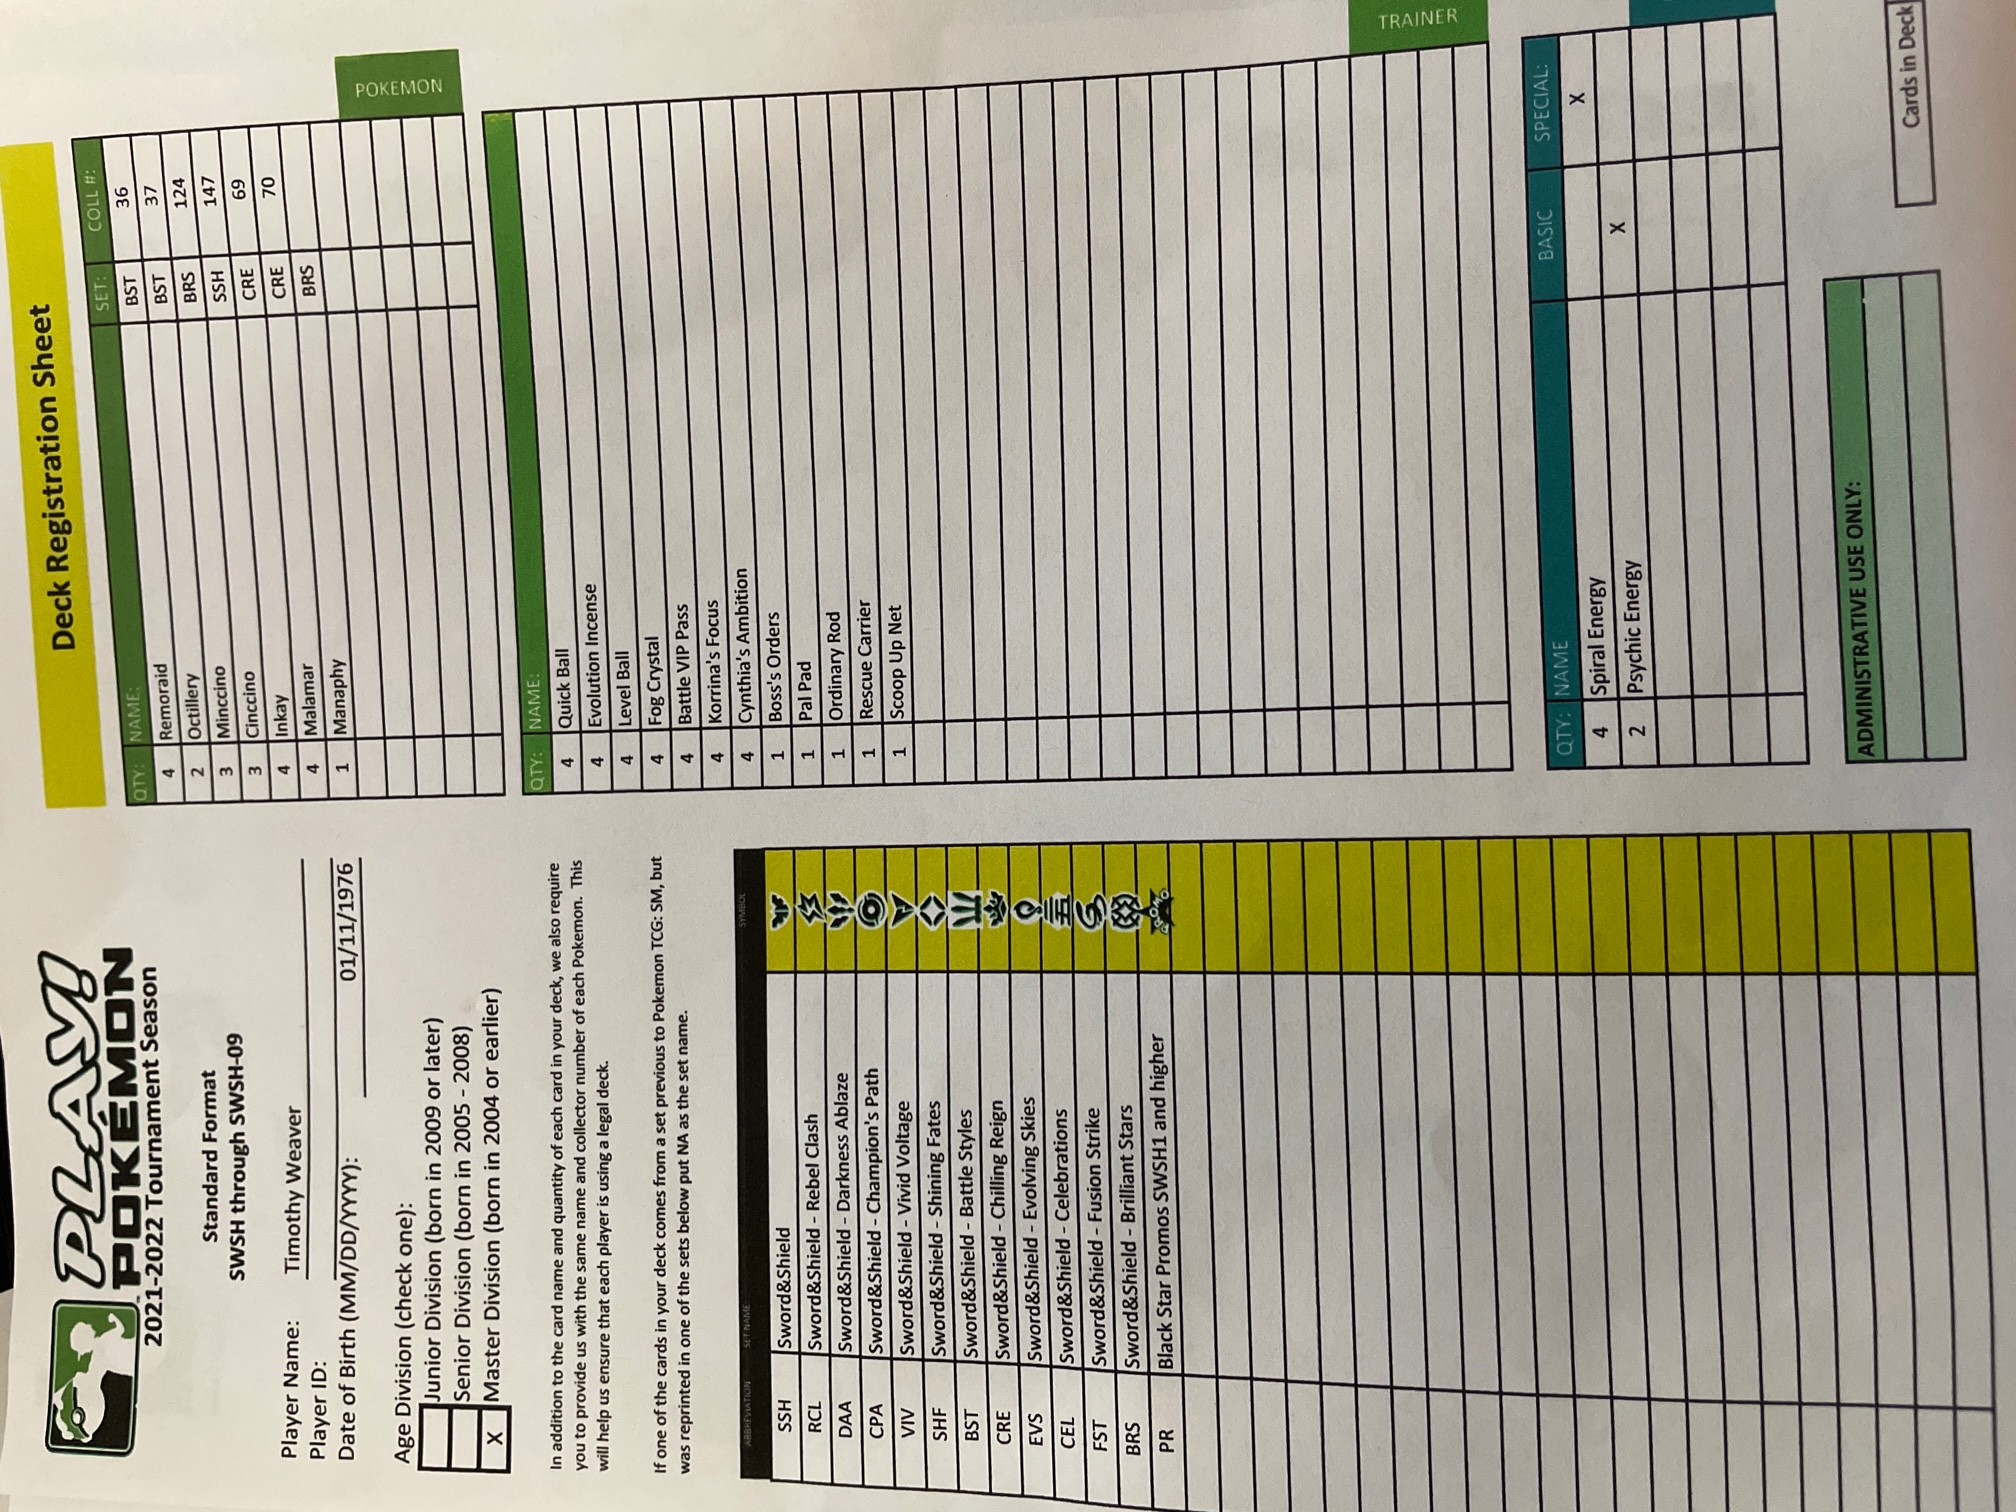 PLAY!
POKÉMON
2021-2022 Tournament Season
Standard Format
SWSH through SWSH-09
Player Name: Timothy Weaver
Player ID:
Date of Birth (MM/DD/YYYY): 01/11/1976
Age Division (check one):
Junior Division (born in 2009 or later)
Senior Division (born in 2005 - 2008)
X Master Division (born in 2004 or earlier)
In addition to the card name and quantity of each card in your deck, we also require
you to provide us with the same name and collector number of each Pokemon. This
will help us ensure that each player is using a legal deck.
If one of the cards in your deck comes from a set previous to Pokemon TCG: SM, but
was reprinted in one of the sets below put NA as the set name.
ABBREVIATION SET NAME SYMBOL
SSH Sword&Shield
RCL Sword&Shield - Rebel Clash
DAA Sword&Shield - Darkness Ablaze
CPA Sword&Shield - Champion's Path
VIV Sword&Shield - Vivid Voltage
SHF Sword&Shield - Shining Fates
BST Sword&Shield - Battle Styles
CRE Sword&Shield - Chilling Reign
EVS Sword&Shield - Evolving Skies
CEL Sword&Shield - Celebrations
FST Sword&Shield - Fusion Strike
BRS Sword&Shield - Brilliant Stars
PR Black Star Promos SWSH1 and higher PROMO
Deck Registration Sheet
QTY: NAME: SET: COLL #:
4 Remoraid BST 36
2 Octillery BST 37
3 Minccino BRS 124
3 Cinccino SSH 147
4 Inkay CRE 69
4 Malamar CRE 70
1 Manaphy BRS
POKEMON
QTY: NAME:
4 Quick Ball
4 Evolution Incense
4 Level Ball
4 Fog Crystal
4 Battle VIP Pass
4 Korrina's Focus
4 Cynthia's Ambition
1 Boss's Orders
1 Pal Pad
1 Ordinary Rod
1 Rescue Carrier
1 Scoop Up Net
TRAINER
QTY: NAME BASIC SPECIAL:
4 Spiral Energy X
2 Psychic Energy X
ADMINISTRATIVE USE ONLY:
Cards in Deck